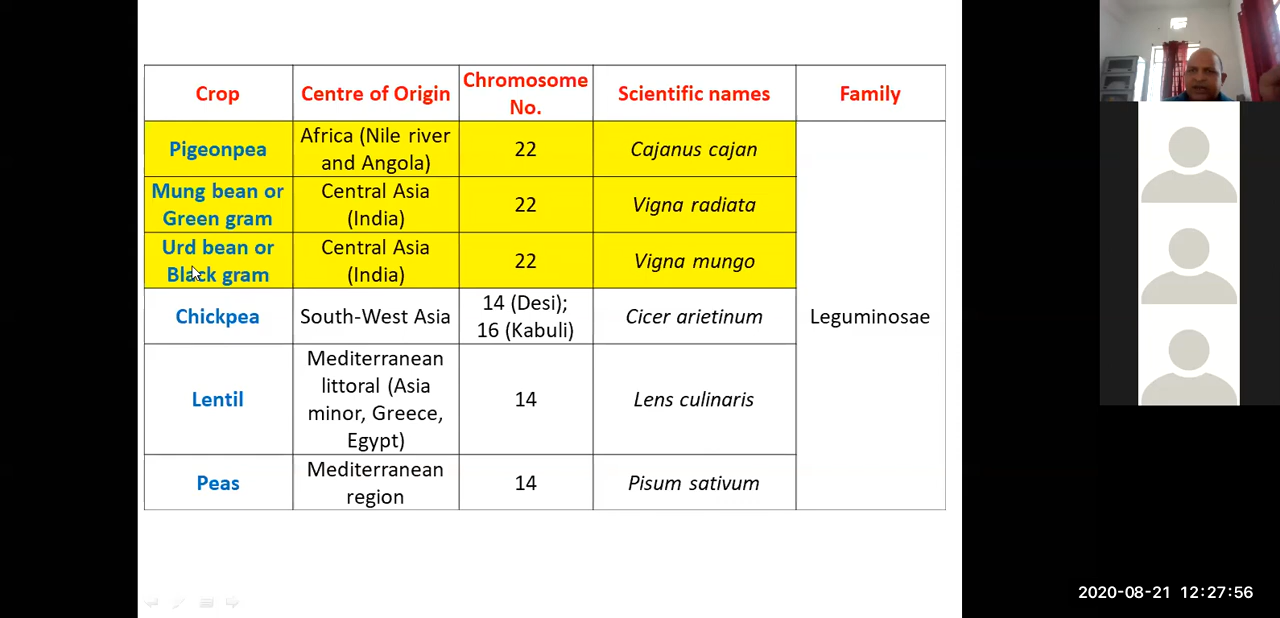 Crop
Centre of Origin
Chromosome
No.
Scientific names
Family
Pigeonpea
Africa (Nile river
and Angola)
22
Cajanus cajan
Mung bean or
Green gram
Central Asia
(India)
22
Vigna radiata
Urd bean or
Black gram
Central Asia
(India)
22
Vigna mungo
Chickpea
South-West Asia
14 (Desi);
16 (Kabuli)
Cicer arietinum
Leguminosae
Lentil
Mediterranean
littoral (Asia
minor, Greece,
Egypt)
14
Lens culinaris
Peas
Mediterranean
region
14
Pisum sativum
2020-08-21 12:27:56